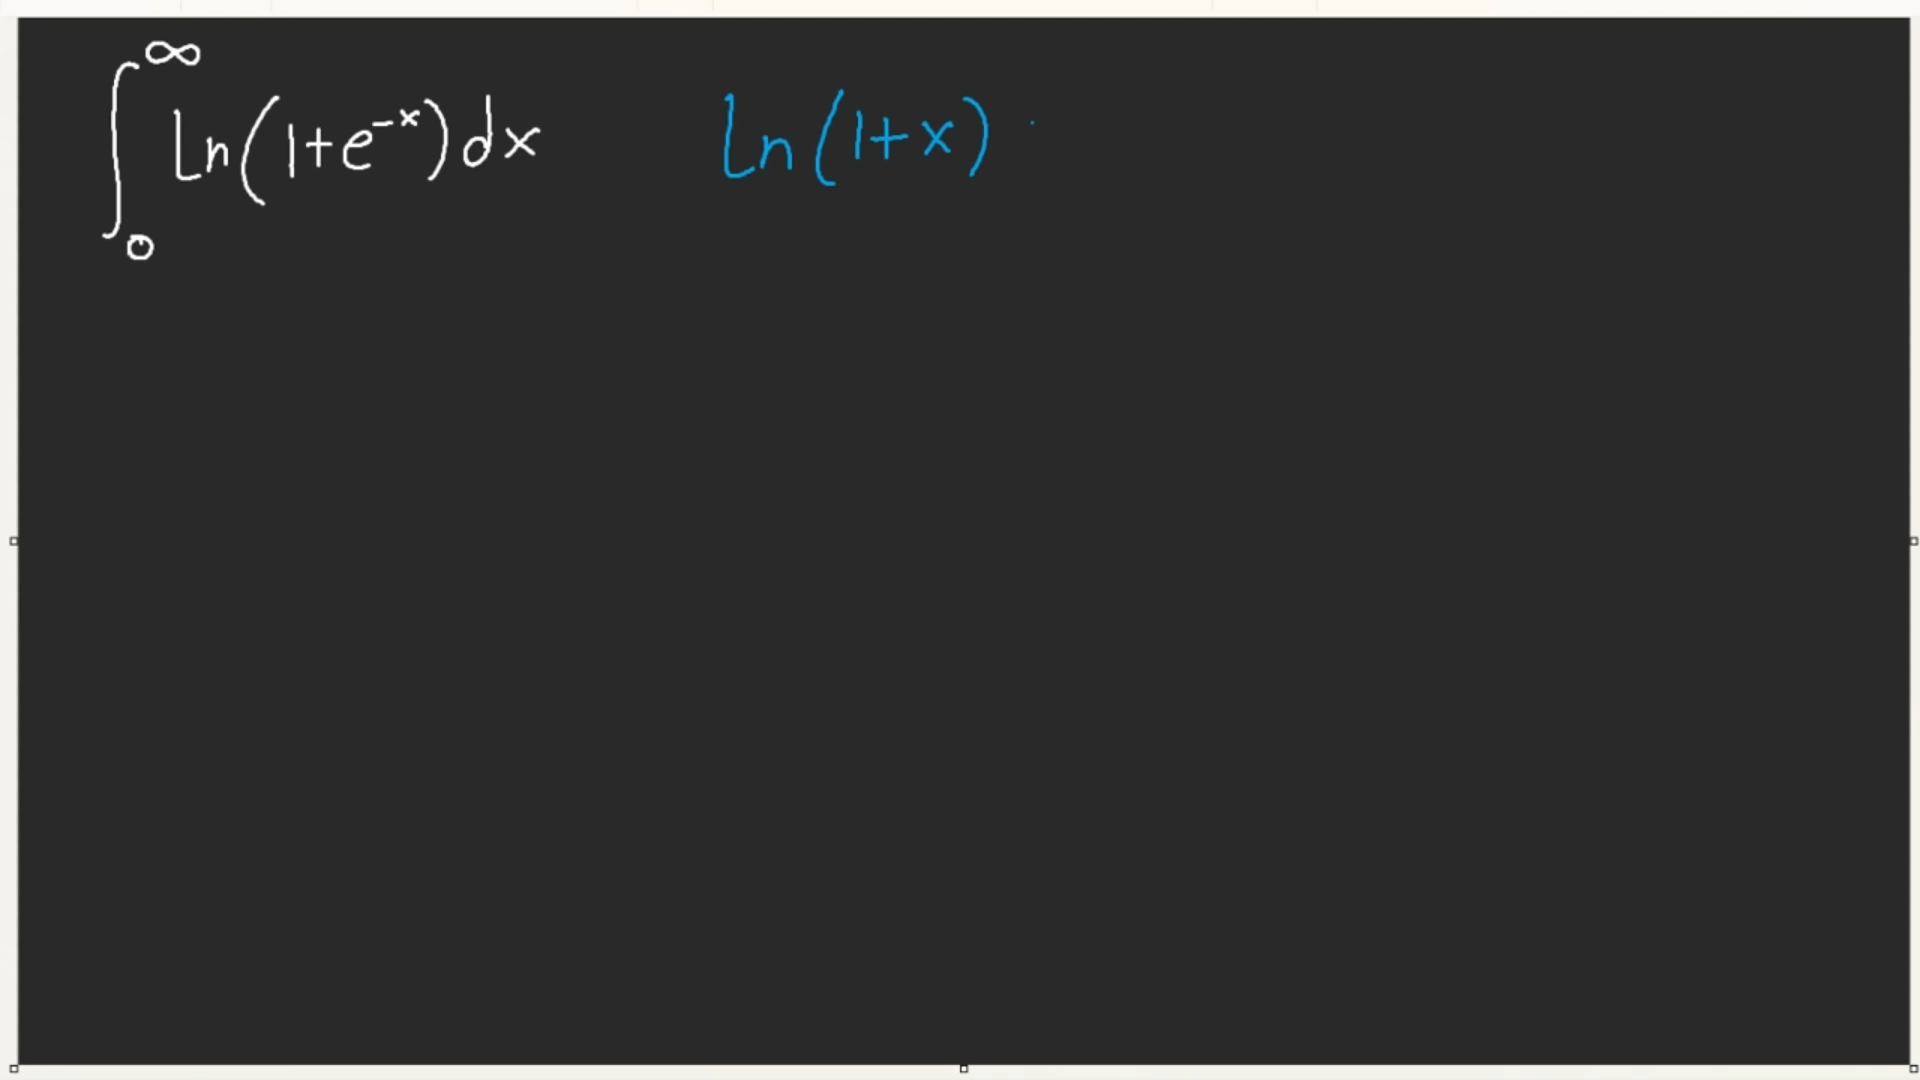 ∫₀^∞ ln(1+e^{-x})dx ln(1+x)